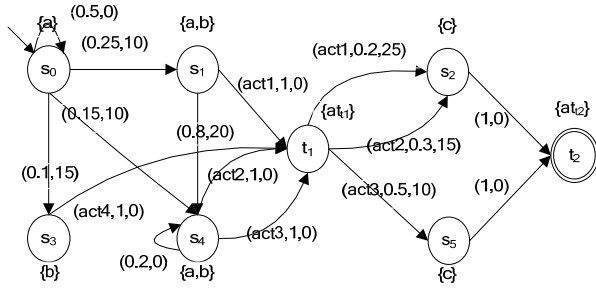 {a}
(0.5,0)
{a,b}
{c}
(0.25,10)
(act1,0.2,25)
s0
s1
(act1,1,0)
s2
{att1}
{att2}
(0.15,10)
(0.8,20)
(1,0)
t1
(act2,0.3,15)
t2
(0.1,15)
(act2,1,0)
(act3,0.5,10)
(1,0)
(act4,1,0)
s3
s4
(act3,1,0)
s5
(0.2,0)
{b}
{a,b}
{c}